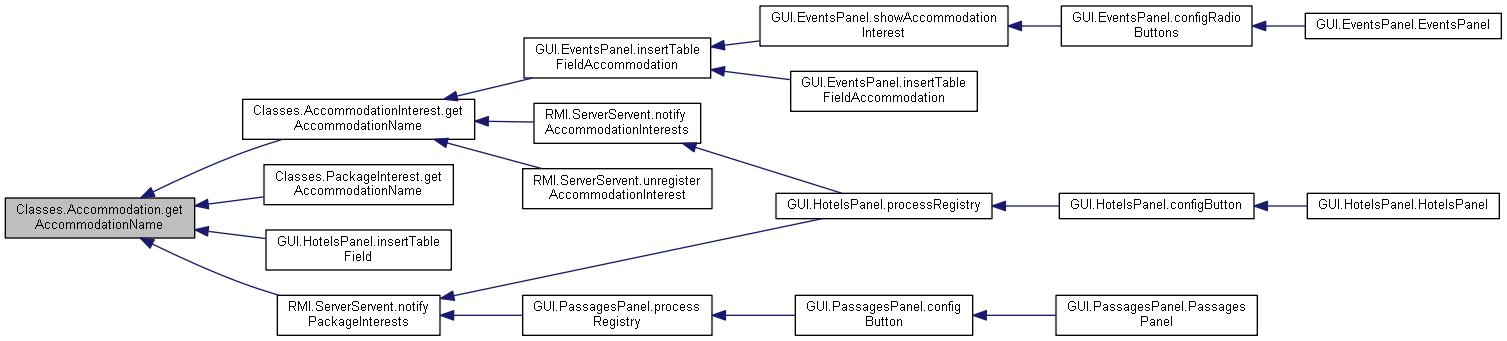 GUI.EventsPanel.showAccommodation
Interest
GUI.EventsPanel.configRadio
Buttons
GUI.EventsPanel.EventsPanel
GUI.EventsPanel.insertTable
FieldAccommodation
GUI.EventsPanel.insertTable
FieldAccommodation
Classes.AccommodationInterest.get
AccommodationName
RMI.ServerServent.notify
AccommodationInterests
Classes.PackageInterest.get
AccommodationName
RMI.ServerServent.unregister
AccommodationInterest
Classes.Accommodation.get
AccommodationName
GUI.HotelsPanel.processRegistry
GUI.HotelsPanel.configButton
GUI.HotelsPanel.HotelsPanel
GUI.HotelsPanel.insertTable
Field
RMI.ServerServent.notify
PackageInterests
GUI.PassagesPanel.process
Registry
GUI.PassagesPanel.config
Button
GUI.PassagesPanel.Passages
Panel